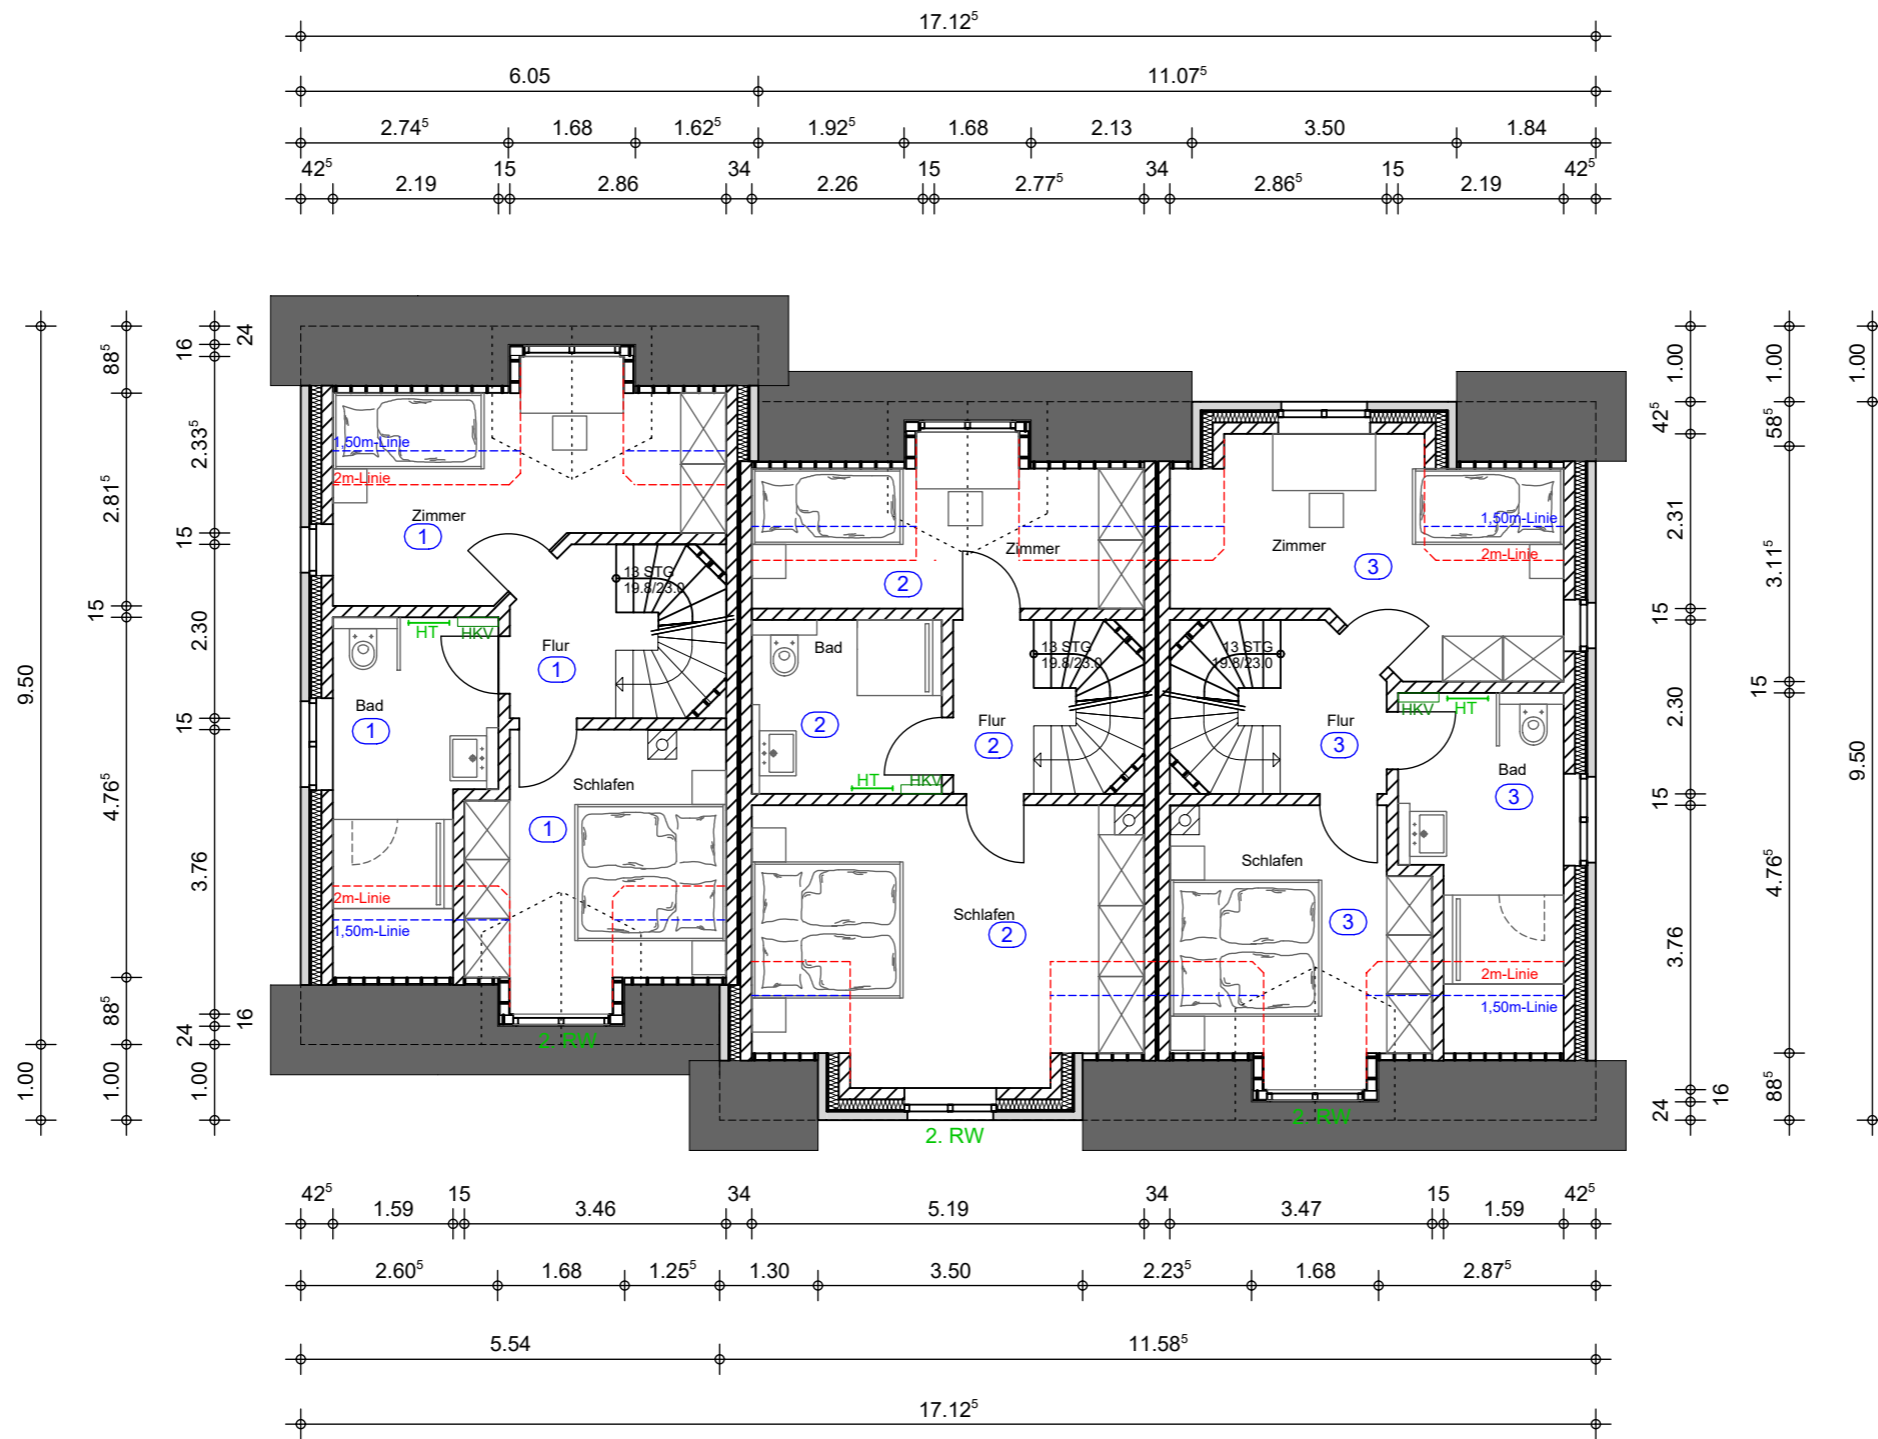 17.12⁵
6.05 11.07⁵
2.74⁵ 1.68 1.62⁵ 1.92⁵ 1.68 2.13 3.50 1.84
42⁵ 15 34 15 34 15 42⁵
2.19 2.86 2.26 2.77⁵ 2.86⁵ 2.19
9.50
1.00
88⁵
2.81⁵
15
4.76⁵
88⁵
1.00
24
16
2.33⁵
15
2.30
15
3.76
16
24
1.00
1,50m-Linie
2m-Linie
Zimmer
1
13 STG
19.8/23.0
HT
HKV
Flur
1
Bad
1
Schlafen
1
2m-Linie
1,50m-Linie
2. RW
Zimmer
2
Bad
2
13 STG
19.8/23.0
Flur
2
HT
HKV
Schlafen
2
2. RW
Zimmer
3
1,50m-Linie
2m-Linie
13 STG
19.8/23.0
Flur
3
HKV
HT
Bad
3
Schlafen
3
2m-Linie
1,50m-Linie
2. RW
1.00
42⁵
2.31
15
2.30
15
3.76
16
24
1.00
58⁵
3.11⁵
15
4.76⁵
88⁵
1.00
9.50
42⁵ 15 34 34 15 42⁵
1.59 3.46 5.19 3.47 1.59
2.60⁵ 1.68 1.25⁵ 1.30 3.50 2.23⁵ 1.68 2.87⁵
5.54 11.58⁵
17.12⁵